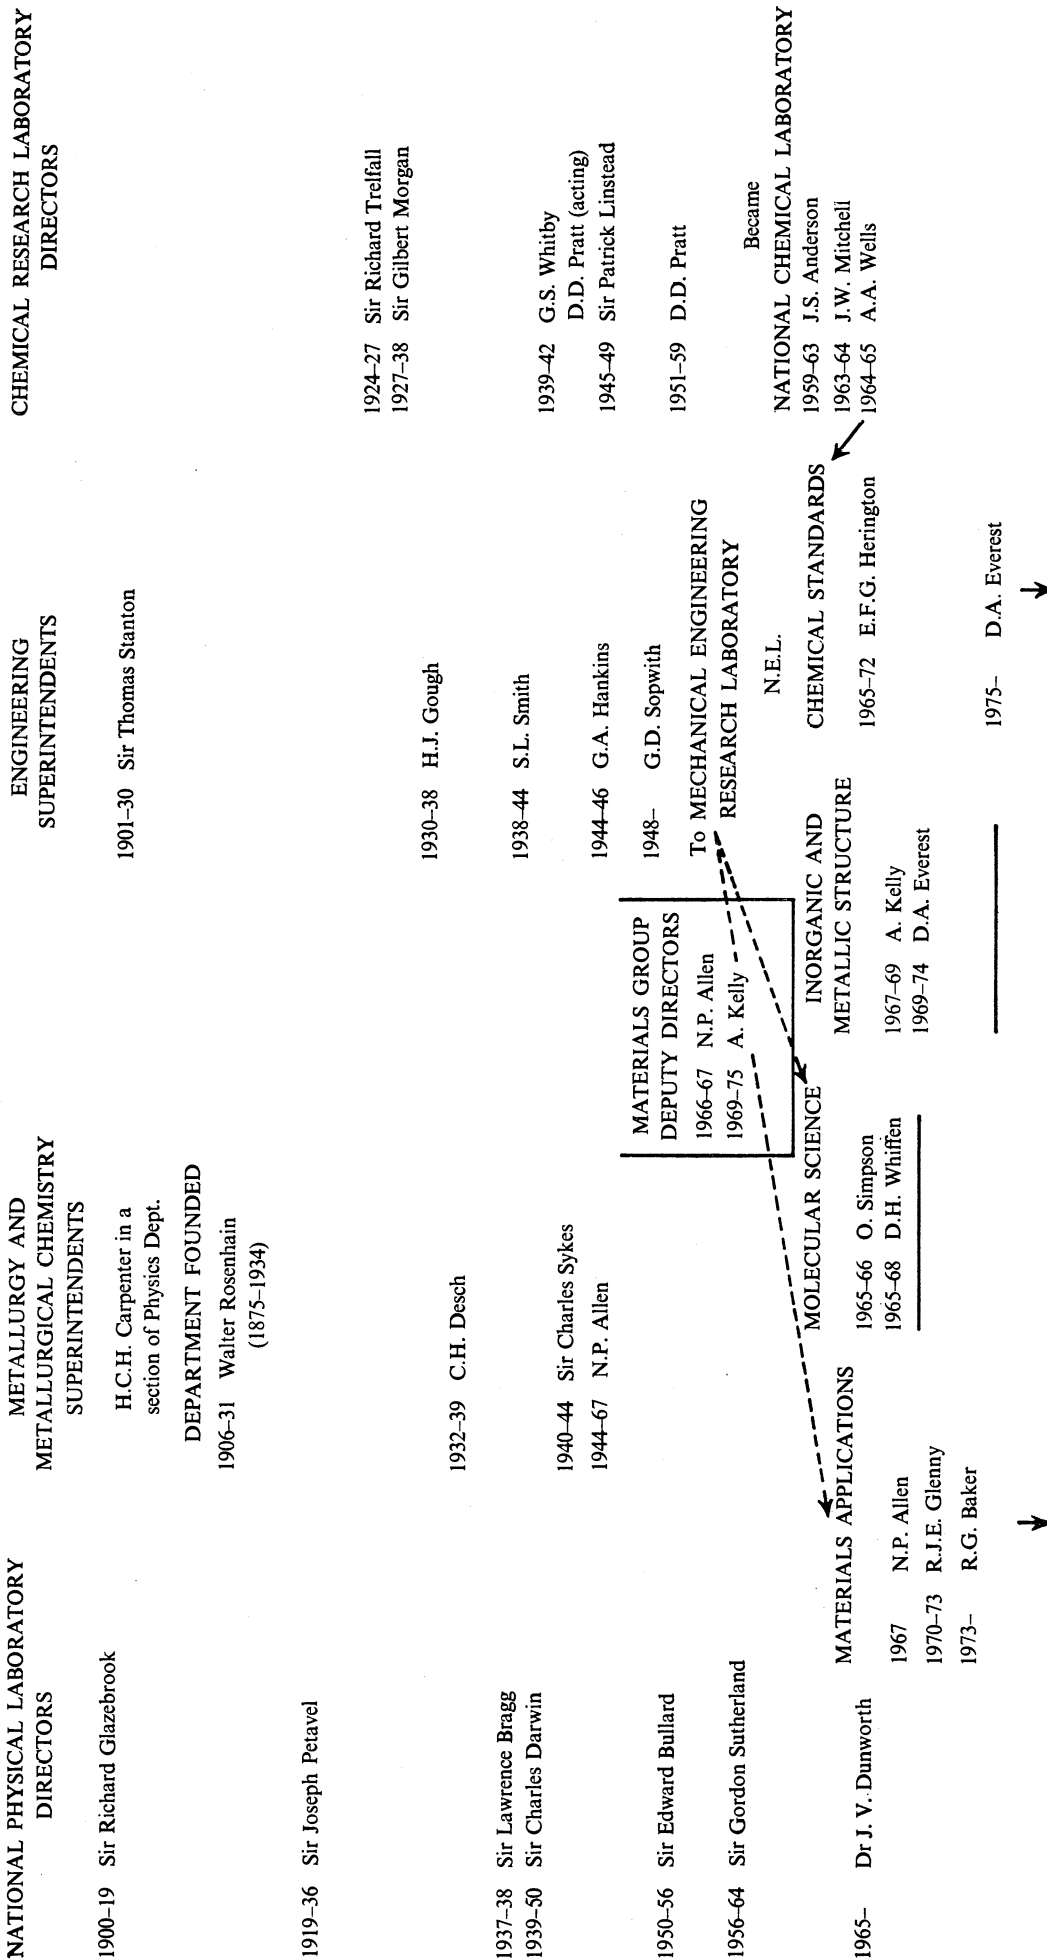 NATIONAL PHYSICAL LABORATORY
DIRECTORS
1900–19 Sir Richard Glazebrook
1919–36 Sir Joseph Petavel
1937–38 Sir Lawrence Bragg
1939–50 Sir Charles Darwin
1950–56 Sir Edward Bullard
1956–64 Sir Gordon Sutherland
1965– Dr J. V. Dunworth
METALLURGY AND
METALLURGICAL CHEMISTRY
SUPERINTENDENTS
H.C.H. Carpenter in a
section of Physics Dept.
DEPARTMENT FOUNDED
1906–31 Walter Rosenhain
(1875–1934)
1932–39 C.H. Desch
1940–44 Sir Charles Sykes
1944–67 N.P. Allen
MATERIALS GROUP
DEPUTY DIRECTORS
1966–67 N.P. Allen
1969–75 A. Kelly
MATERIALS APPLICATIONS
1967 N.P. Allen
1970–73 R.J.E. Glenny
1973– R.G. Baker
MOLECULAR SCIENCE
1965–66 O. Simpson
1965–68 D.H. Whiffen
INORGANIC AND
METALLIC STRUCTURE
1967–69 A. Kelly
1969–74 D.A. Everest
ENGINEERING
SUPERINTENDENTS
1901–30 Sir Thomas Stanton
1930–38 H.J. Gough
1938–44 S.L. Smith
1944–46 G.A. Hankins
1948– G.D. Sopwith
To MECHANICAL ENGINEERING
RESEARCH LABORATORY
N.E.L.
CHEMICAL STANDARDS
1965–72 E.F.G. Herington
1975– D.A. Everest
CHEMICAL RESEARCH LABORATORY
DIRECTORS
1924–27 Sir Richard Trelfall
1927–38 Sir Gilbert Morgan
1939–42 G.S. Whitby
D.D. Pratt (acting)
1945–49 Sir Patrick Linstead
1951–59 D.D. Pratt
Became
NATIONAL CHEMICAL LABORATORY
1959–63 J.S. Anderson
1963–64 J.W. Mitchell
1964–65 A.A. Wells